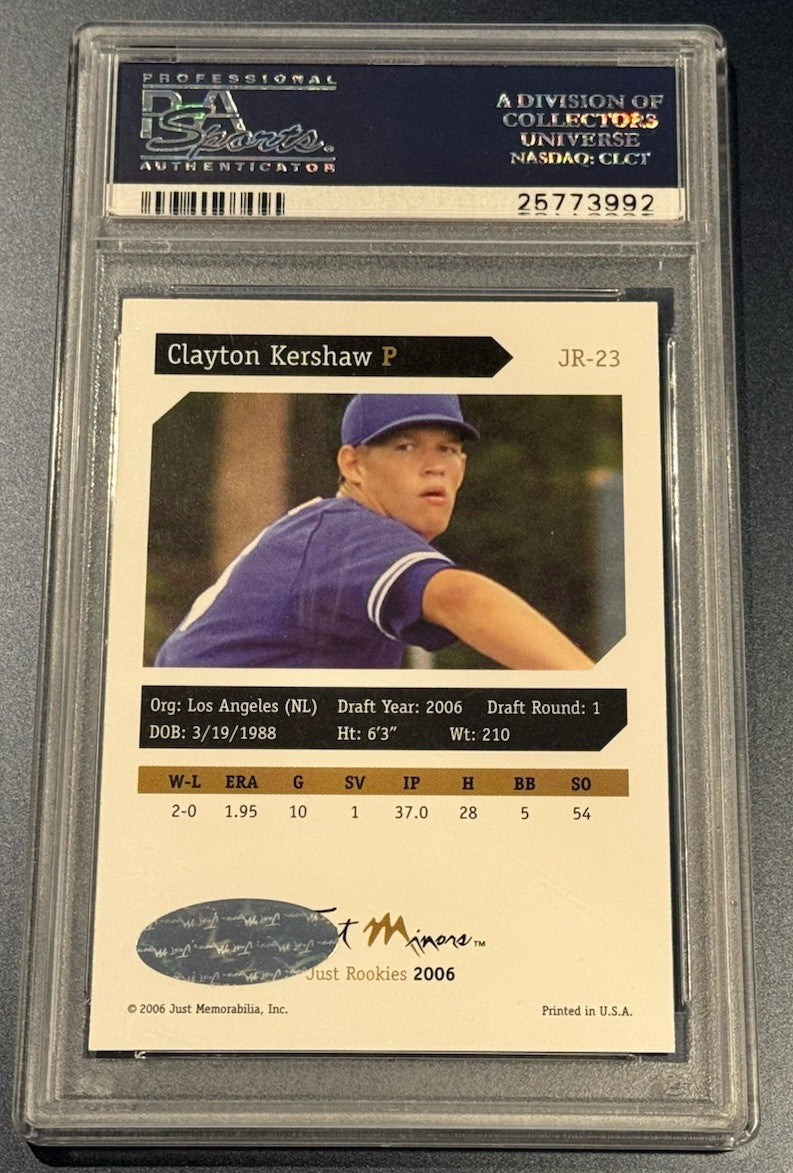 PROFESSIONAL
PSA
Sports
AUTHENTICATOR
A DIVISION OF
COLLECTORS
UNIVERSE
NASDAQ: CLCT
25773992
Clayton Kershaw P
JR-23
Org: Los Angeles (NL) Draft Year: 2006 Draft Round: 1
DOB: 3/19/1988 Ht: 6'3" Wt: 210
W-L ERA G SV IP H BB SO
2-0 1.95 10 1 37.0 28 5 54
Minors™
Just Rookies 2006
© 2006 Just Memorabilia, Inc.
Printed in U.S.A.